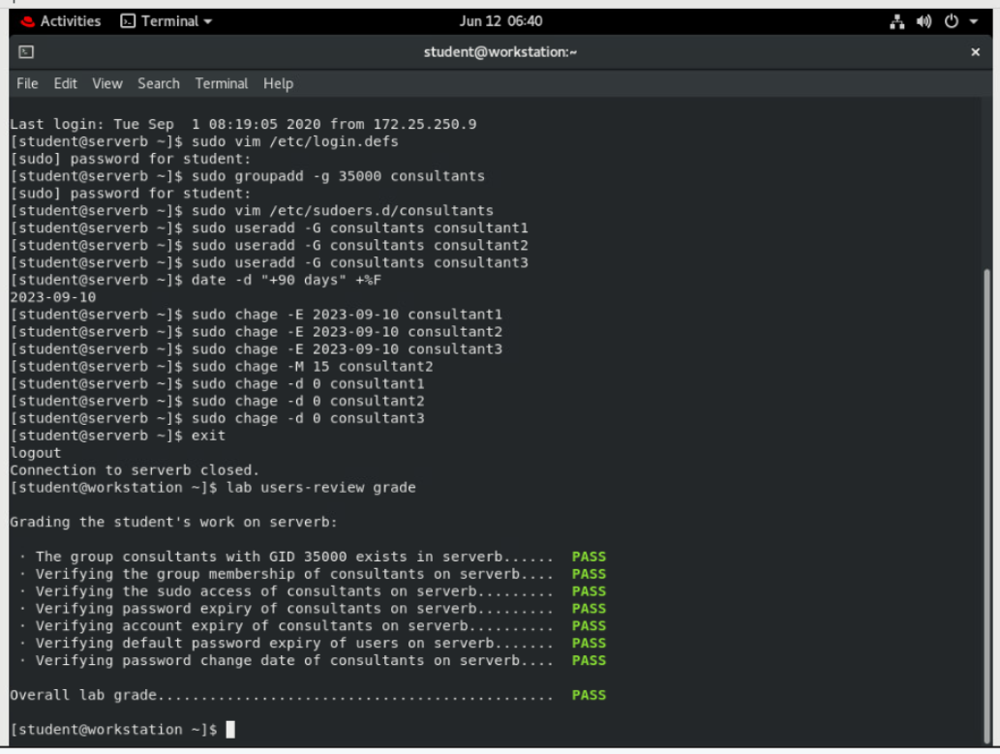 Activities Terminal Jun 12 06:40
student@workstation:~ ×
File Edit View Search Terminal Help
Last login: Tue Sep  1 08:19:05 2020 from 172.25.250.9
[student@serverb ~]$ sudo vim /etc/login.defs
[sudo] password for student:
[student@serverb ~]$ sudo groupadd -g 35000 consultants
[sudo] password for student:
[student@serverb ~]$ sudo vim /etc/sudoers.d/consultants
[student@serverb ~]$ sudo useradd -G consultants consultant1
[student@serverb ~]$ sudo useradd -G consultants consultant2
[student@serverb ~]$ sudo useradd -G consultants consultant3
[student@serverb ~]$ date -d "+90 days" +%F
2023-09-10
[student@serverb ~]$ sudo chage -E 2023-09-10 consultant1
[student@serverb ~]$ sudo chage -E 2023-09-10 consultant2
[student@serverb ~]$ sudo chage -E 2023-09-10 consultant3
[student@serverb ~]$ sudo chage -M 15 consultant2
[student@serverb ~]$ sudo chage -d 0 consultant1
[student@serverb ~]$ sudo chage -d 0 consultant2
[student@serverb ~]$ sudo chage -d 0 consultant3
[student@serverb ~]$ exit
logout
Connection to serverb closed.
[student@workstation ~]$ lab users-review grade
Grading the student's work on serverb:
· The group consultants with GID 35000 exists in serverb...... PASS
· Verifying the group membership of consultants on serverb.... PASS
· Verifying the sudo access of consultants on serverb......... PASS
· Verifying password expiry of consultants on serverb......... PASS
· Verifying account expiry of consultants on serverb.......... PASS
· Verifying default password expiry of users on serverb....... PASS
· Verifying password change date of consultants on serverb.... PASS
Overall lab grade.............................................. PASS
[student@workstation ~]$